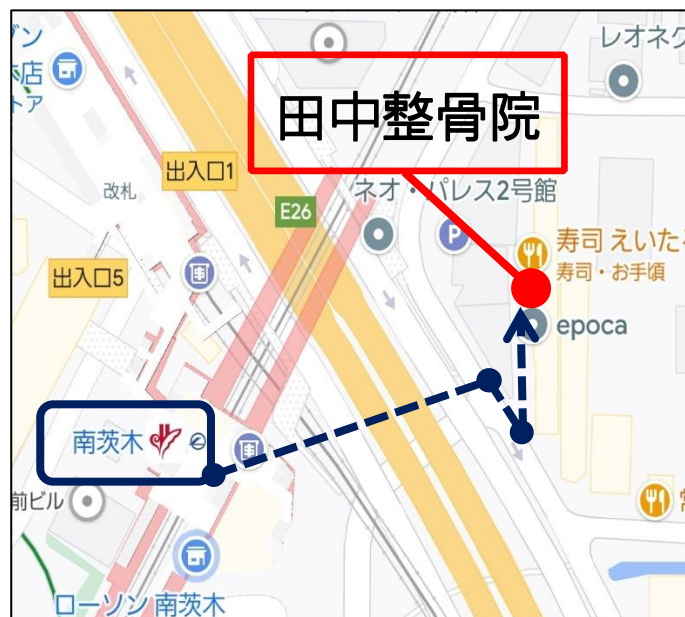 ン
店
トア
レオネク
田中整骨院
出入口1
改札
E26
ネオ・パレス2号館
P
寿司 えいた
寿司・お手頃
出入口5
epoca
南茨木
前ビル
ローソン 南茨木